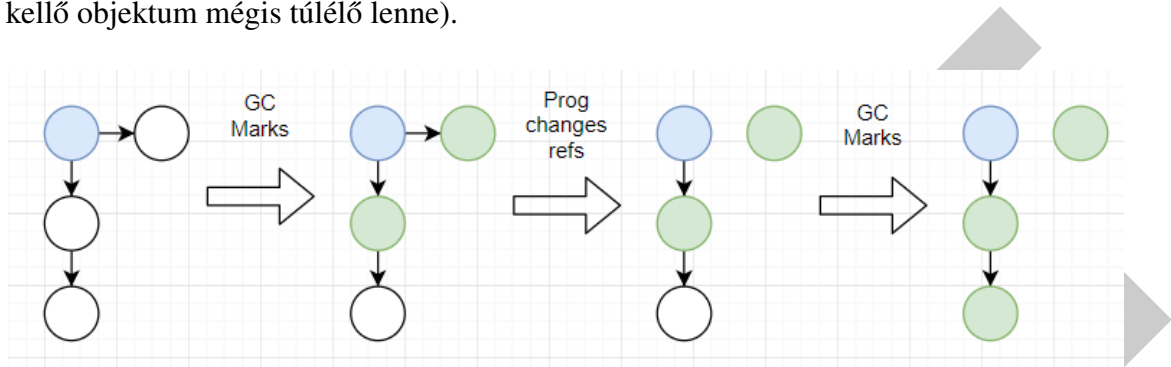 kellő objektum mégis túlélő lenne).
GC
Marks
Prog
changes
refs
GC
Marks